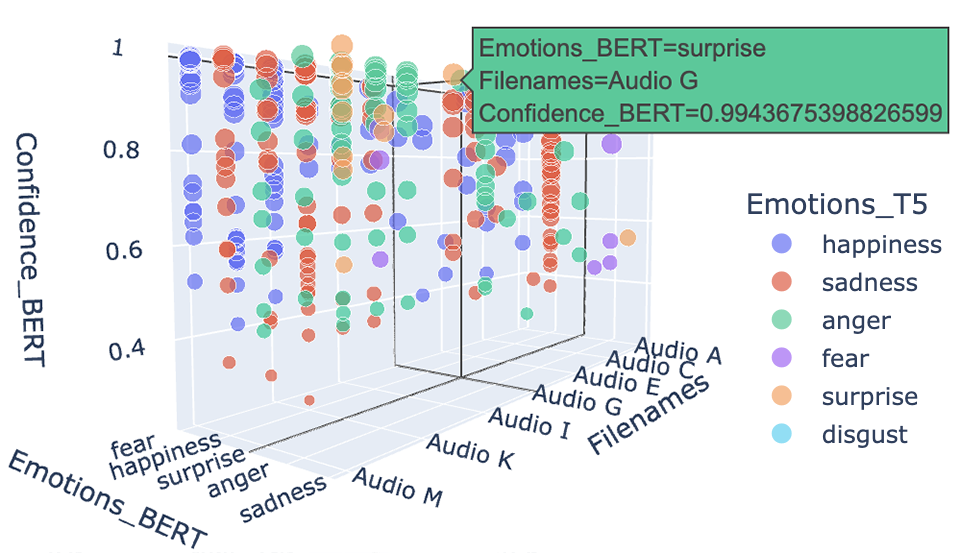 Emotions_BERT=surprise
Filenames=Audio G
Confidence_BERT=0.9943675398826599
1
0.8
0.6
0.4
Confidence_BERT
Emotions_T5
happiness
sadness
anger
fear
surprise
disgust
fear
happiness
surprise
anger
sadness
Emotions_BERT
Audio A
Audio C
Audio E
Audio G
Audio I
Audio K
Audio M
Filenames